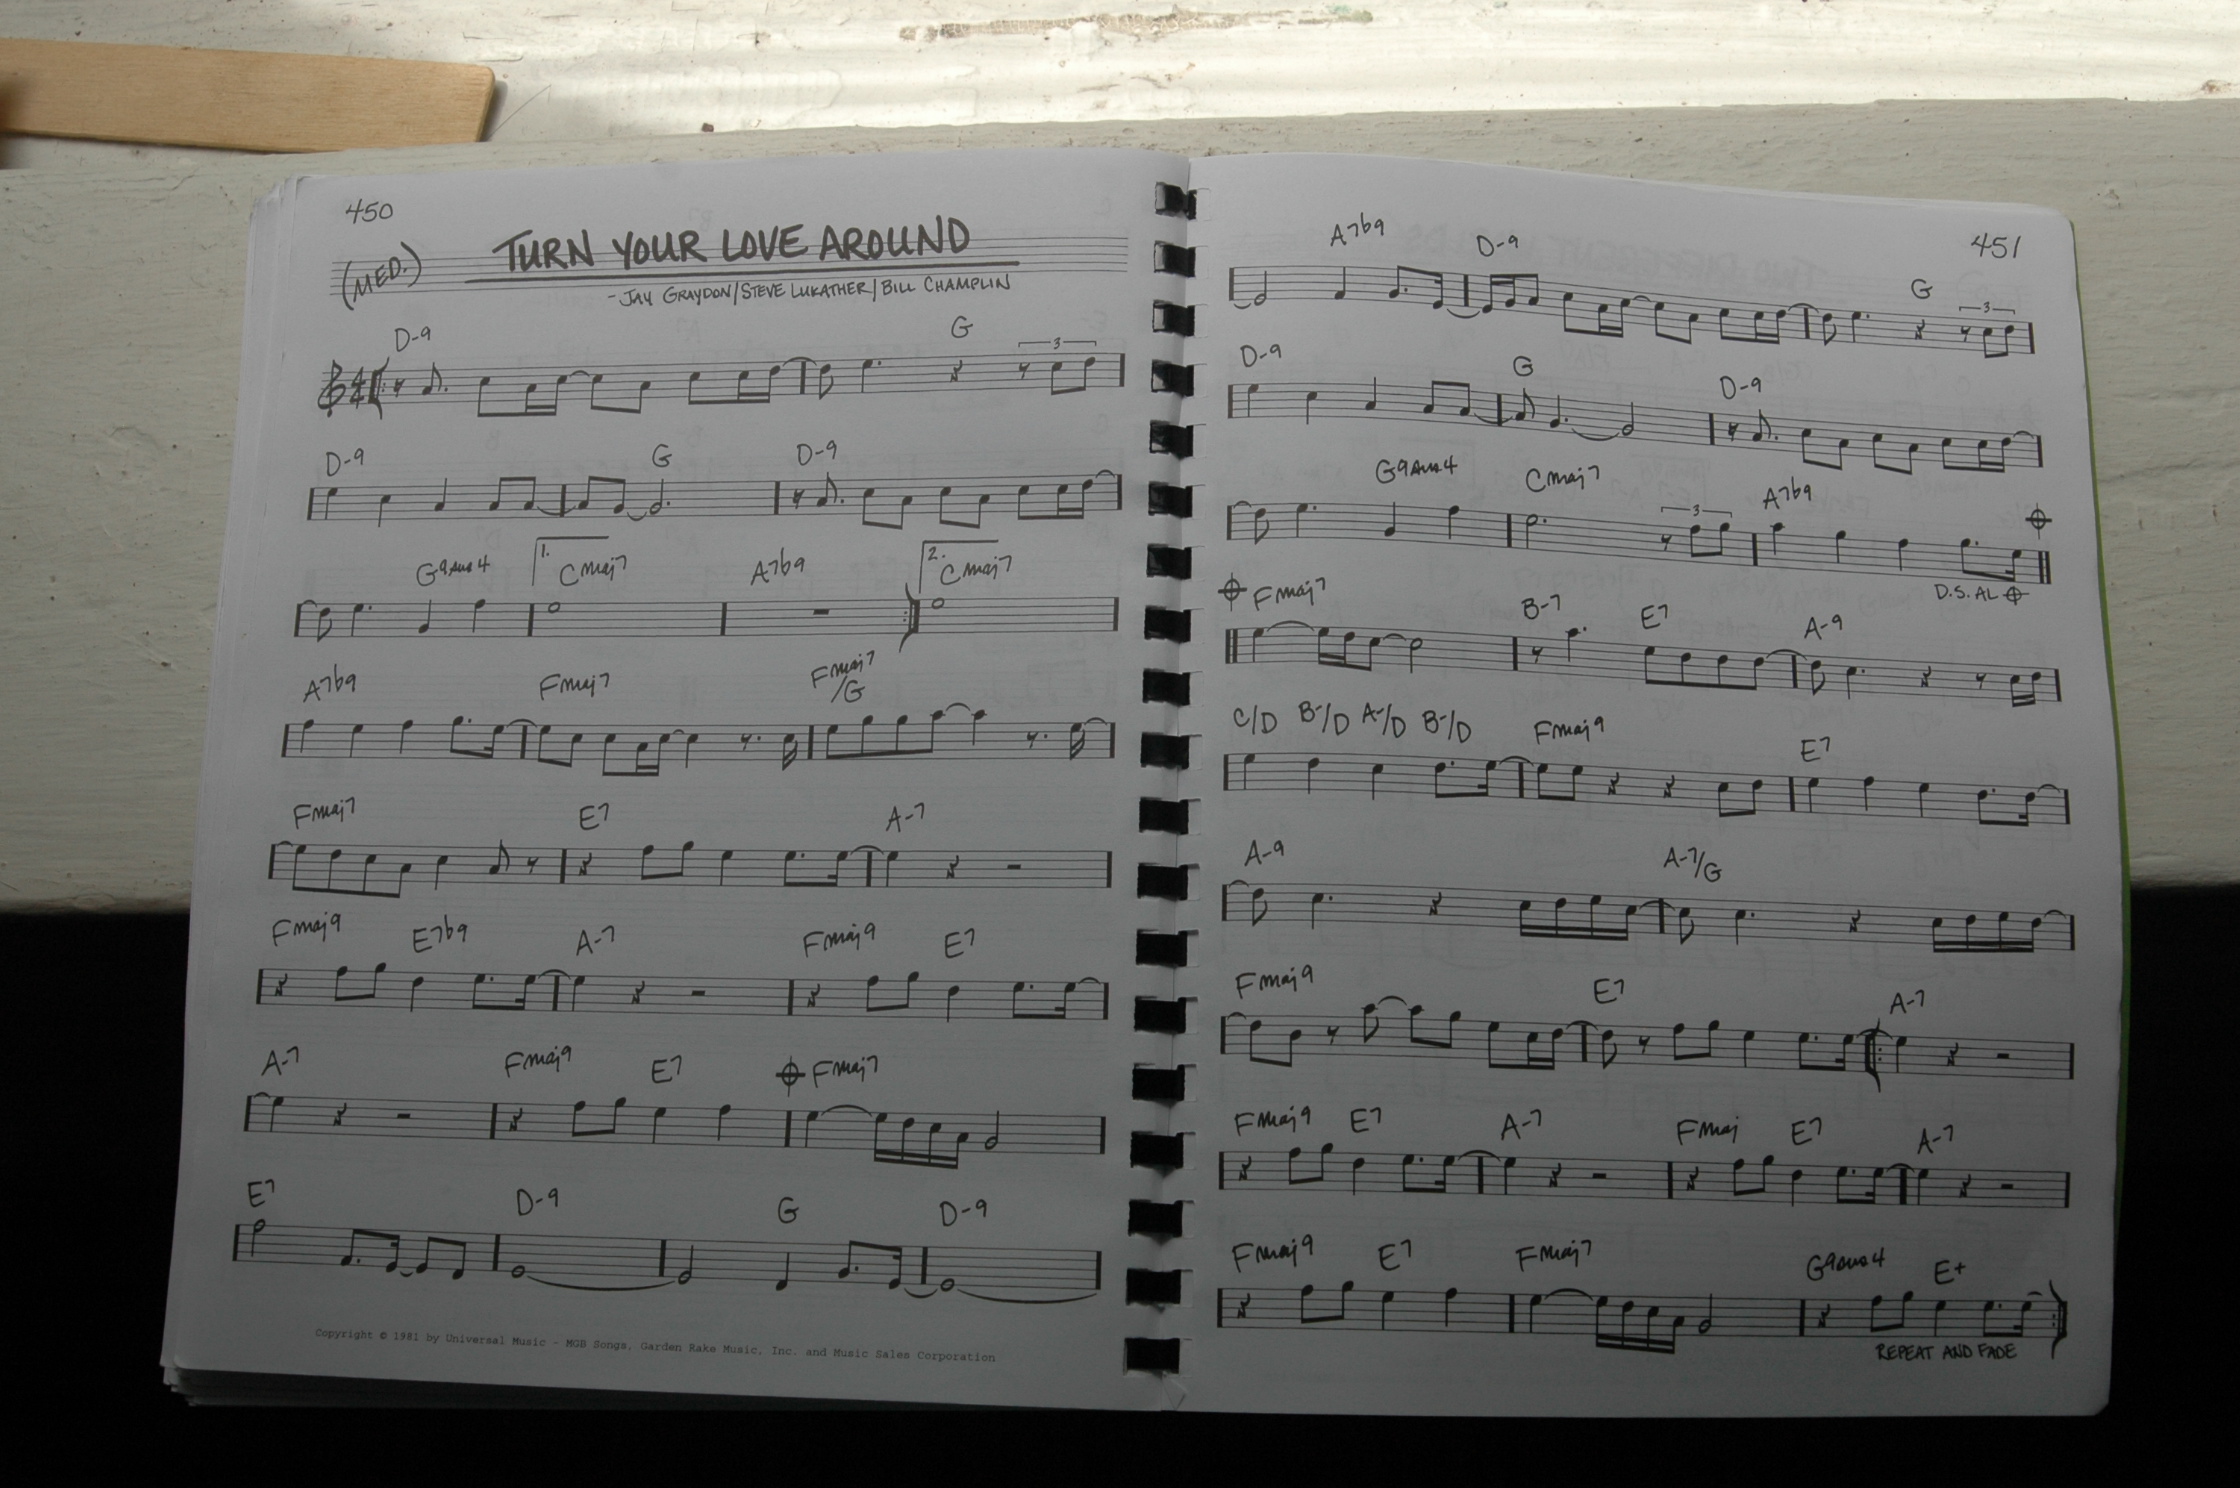 450
(MED.)
TURN YOUR LOVE AROUND
- JAY GRAYDON/STEVE LUKATHER/BILL CHAMPLIN
D-9 G
3
D-9 G D-9
G9sus4 1. Cmaj7 A7b9 2. Cmaj7
A7b9 Fmaj7 Fmaj7/G
Fmaj7 E7 A-7
Fmaj9 E7b9 A-7 Fmaj9 E7
A-7 Fmaj9 E7 Fmaj7
E7 D-9 G D-9
Copyright © 1981 by Universal Music - MGB Songs, Garden Rake Music, Inc. and Music Sales Corporation
451
A7b9 D-9 G
3
D-9 G D-9
G9sus4 Cmaj7 A7b9
3
D.S. AL
Fmaj7 B-7 E7 A-9
C/D B-/D A-/D B-/D Fmaj9 E7
A-9 A-7/G
Fmaj9 E7 A-7
Fmaj9 E7 A-7 Fmaj E7 A-7
Fmaj9 E7 Fmaj7 G9sus4 E+
REPEAT AND FADE